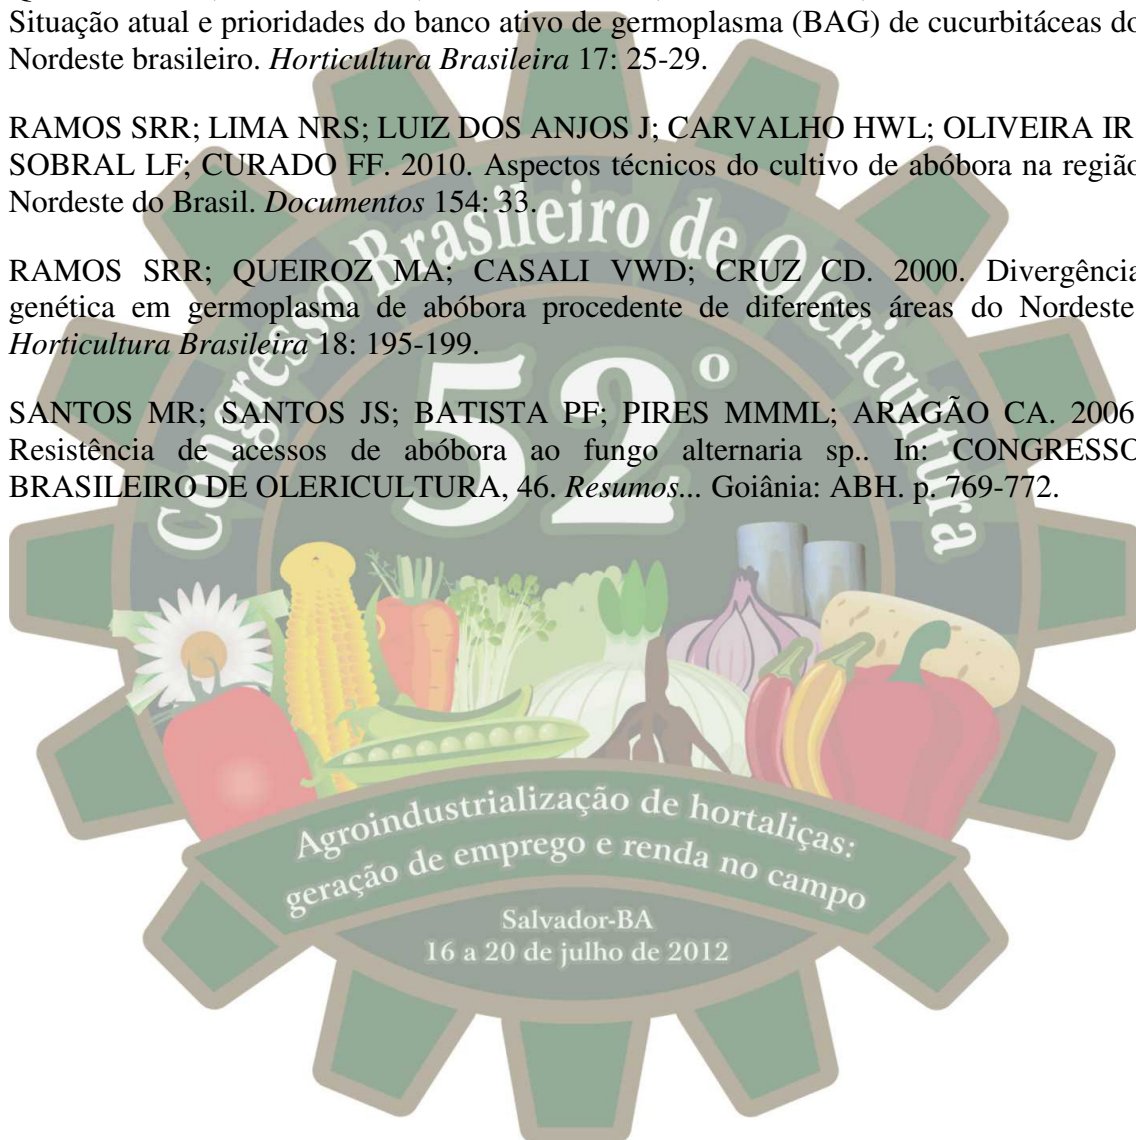 Situação atual e prioridades do banco ativo de germoplasma (BAG) de cucurbitáceas do
Nordeste brasileiro. Horticultura Brasileira 17: 25-29.
RAMOS SRR; LIMA NRS; LUIZ DOS ANJOS J; CARVALHO HWL; OLIVEIRA IR
SOBRAL LF; CURADO FF. 2010. Aspectos técnicos do cultivo de abóbora na região
Nordeste do Brasil. Documentos 154: 33.
RAMOS SRR; QUEIROZ MA; CASALI VWD; CRUZ CD. 2000. Divergência
genética em germoplasma de abóbora procedente de diferentes áreas do Nordeste
Horticultura Brasileira 18: 195-199.
SANTOS MR; SANTOS JS; BATISTA PF; PIRES MMML; ARAGÃO CA. 2006
Resistência de acessos de abóbora ao fungo alternaria sp.. In: CONGRESSO
BRASILEIRO DE OLERICULTURA, 46. Resumos... Goiânia: ABH. p. 769-772.
Congresso Brasileiro de Olericultura
52º
Agroindustrialização de hortaliças:
geração de emprego e renda no campo
Salvador-BA
16 a 20 de julho de 2012